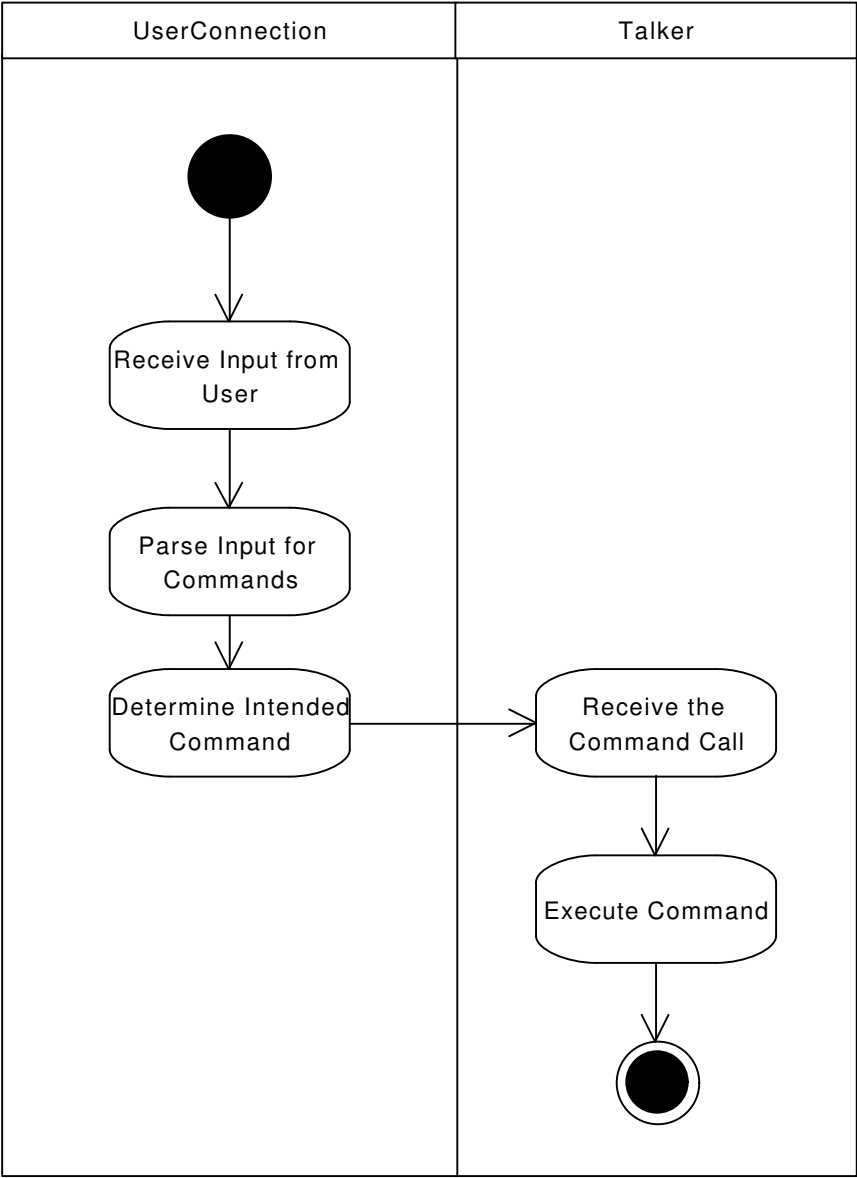 UserConnection
Talker
Receive Input from
User
Parse Input for
Commands
Determine Intended
Command
Receive the
Command Call
Execute Command